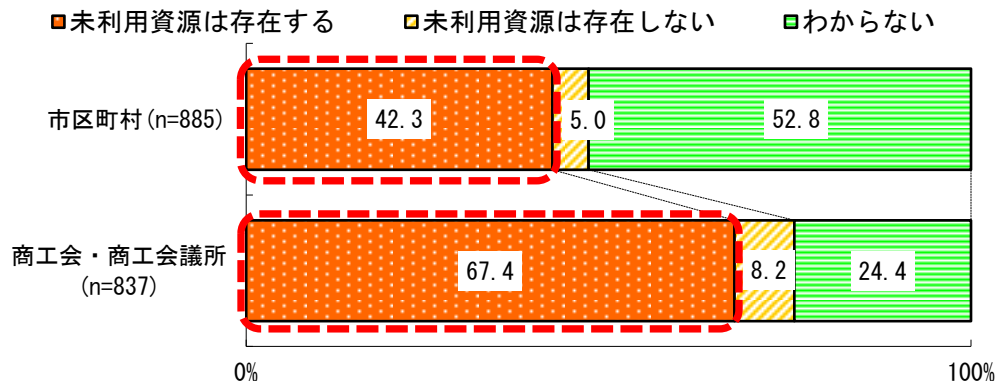 ■未利用資源は存在する ■未利用資源は存在しない ■わからない
市区町村(n=885)
42.3 5.0 52.8
商工会・商工会議所
(n=837)
67.4 8.2 24.4
0% 100%